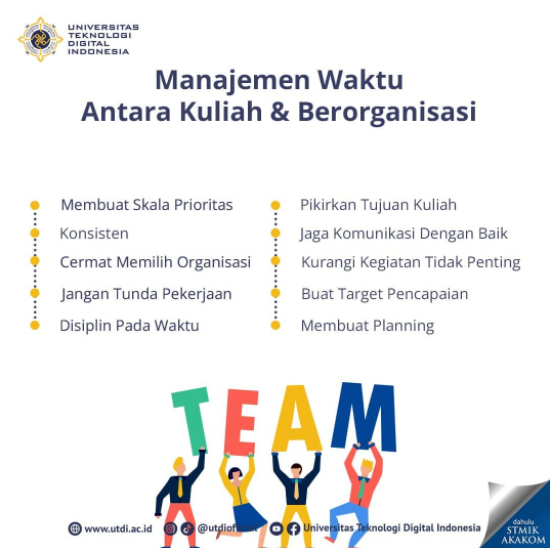 UNIVERSITAS
TEKNOLOGI
DIGITAL
INDONESIA
Manajemen Waktu
Antara Kuliah & Berorganisasi
Membuat Skala Prioritas
Konsisten
Cermat Memilih Organisasi
Jangan Tunda Pekerjaan
Disiplin Pada Waktu
Pikirkan Tujuan Kuliah
Jaga Komunikasi Dengan Baik
Kurangi Kegiatan Tidak Penting
Buat Target Pencapaian
Membuat Planning
TEAM
www.utdi.ac.id
Universitas Teknologi Digital Indonesia
dahulu
STMIK
AKAKOM